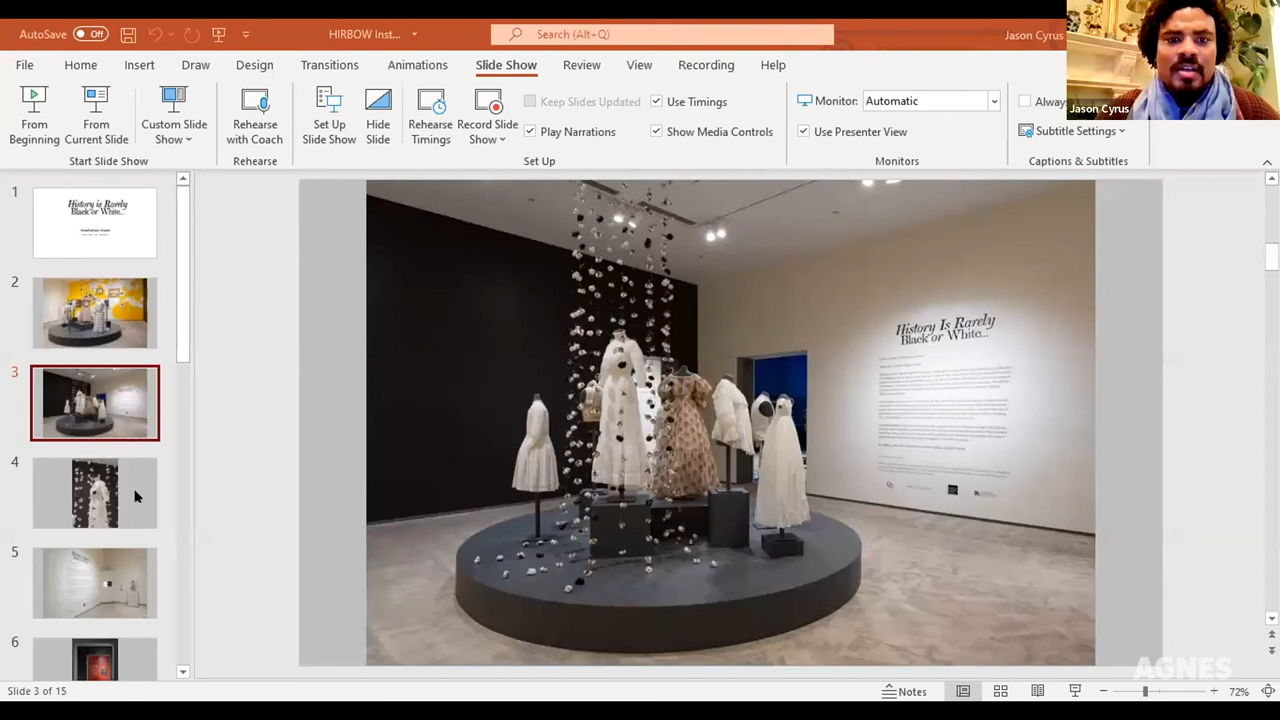 AutoSave Off
HIRBOW Inst...
Search (Alt+Q)
Jason Cyrus
File Home Insert Draw Design Transitions Animations Slide Show Review View Recording Help
From Beginning
From Current Slide
Custom Slide Show
Start Slide Show
Rehearse with Coach
Rehearse
Set Up Slide Show
Hide Slide
Rehearse Timings
Record Slide Show
Keep Slides Updated
Use Timings
Play Narrations
Show Media Controls
Set Up
Monitor: Automatic
Use Presenter View
Monitors
Alway
Subtitle Settings
Captions & Subtitles
Jason Cyrus
1
History is Rarely
Black or White...
2
3
4
5
6
History Is Rarely
Black or White...
AGNES
Slide 3 of 15
Notes
72%